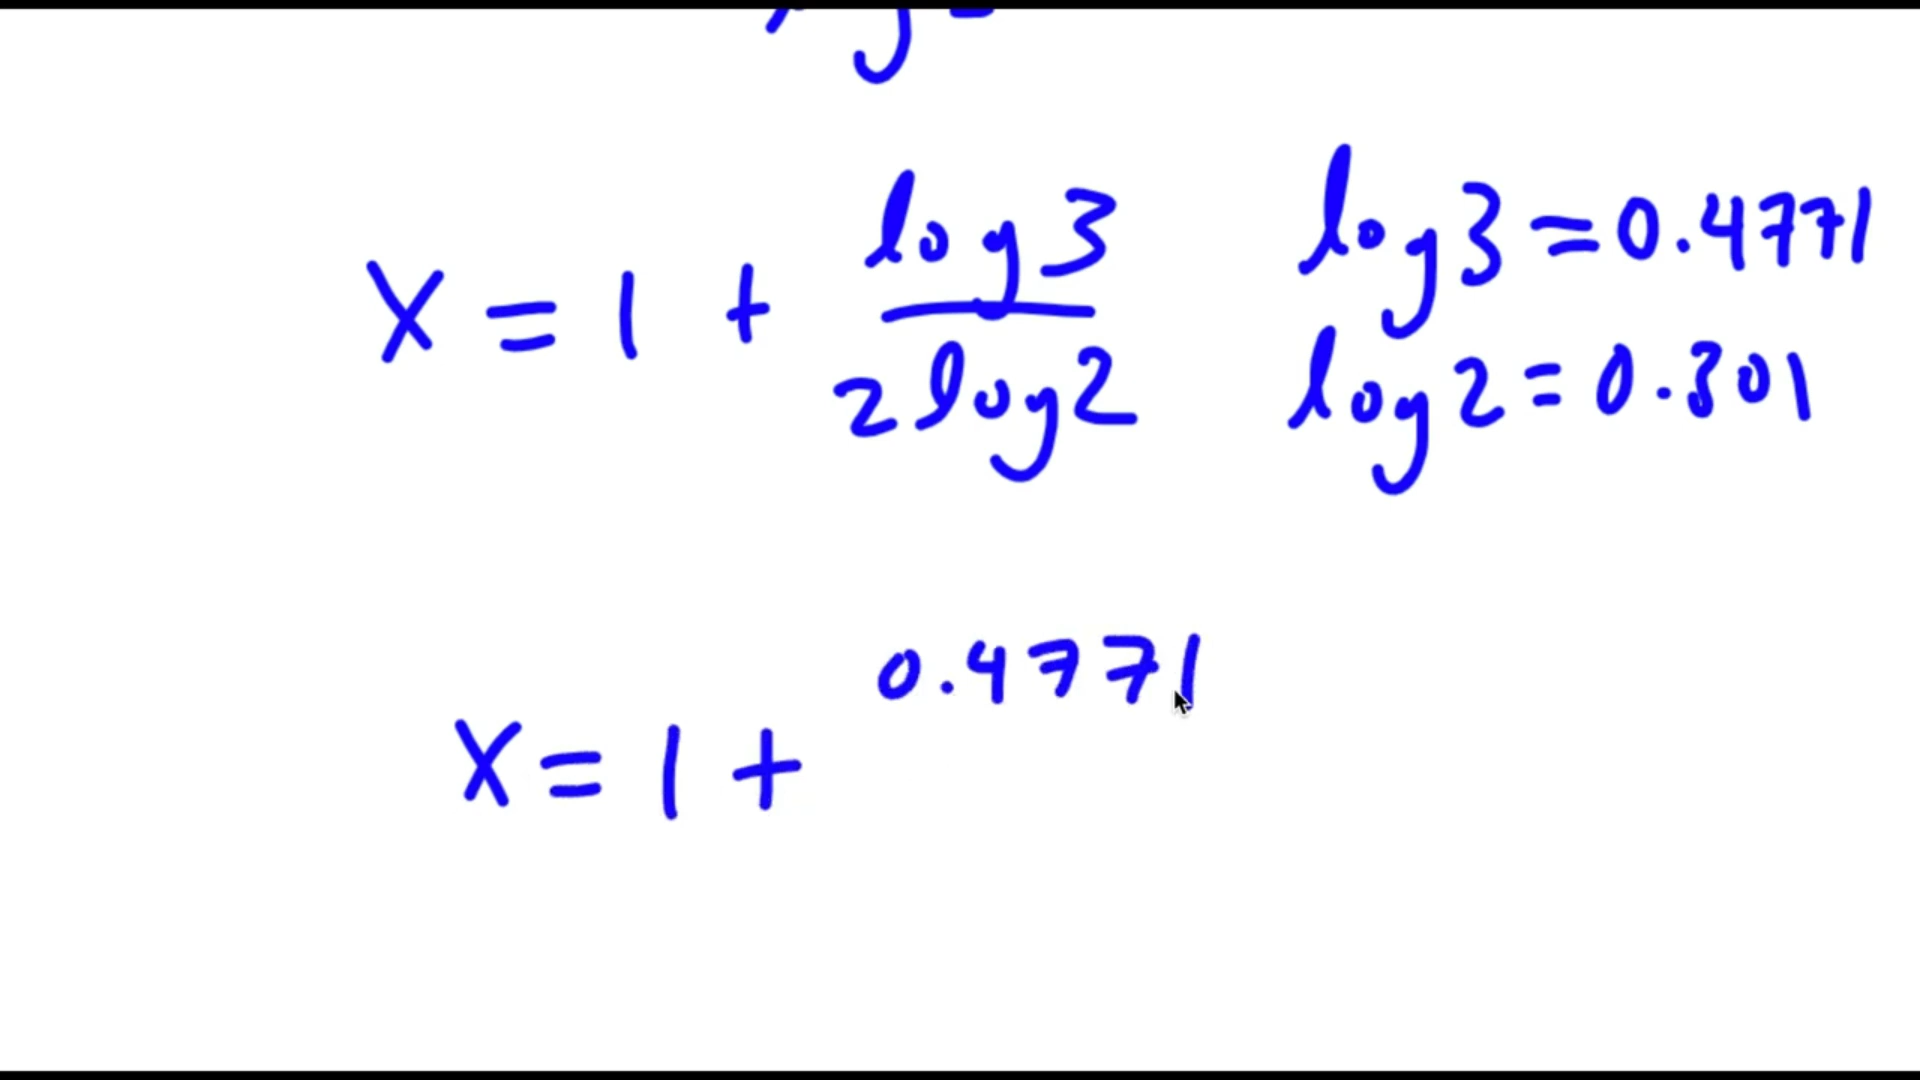 x = 1 + log3 / 2log2
log3 = 0.4771
log2 = 0.301
x = 1 + 0.4771